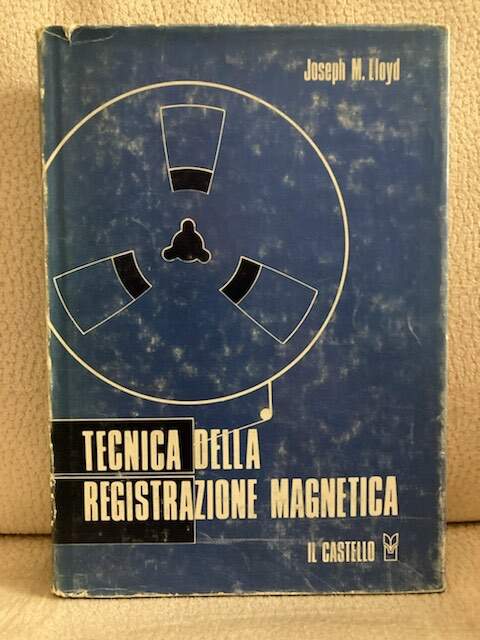 Joseph M. Lloyd
TECNICA DELLA
REGISTRAZIONE MAGNETICA
IL CASTELLO